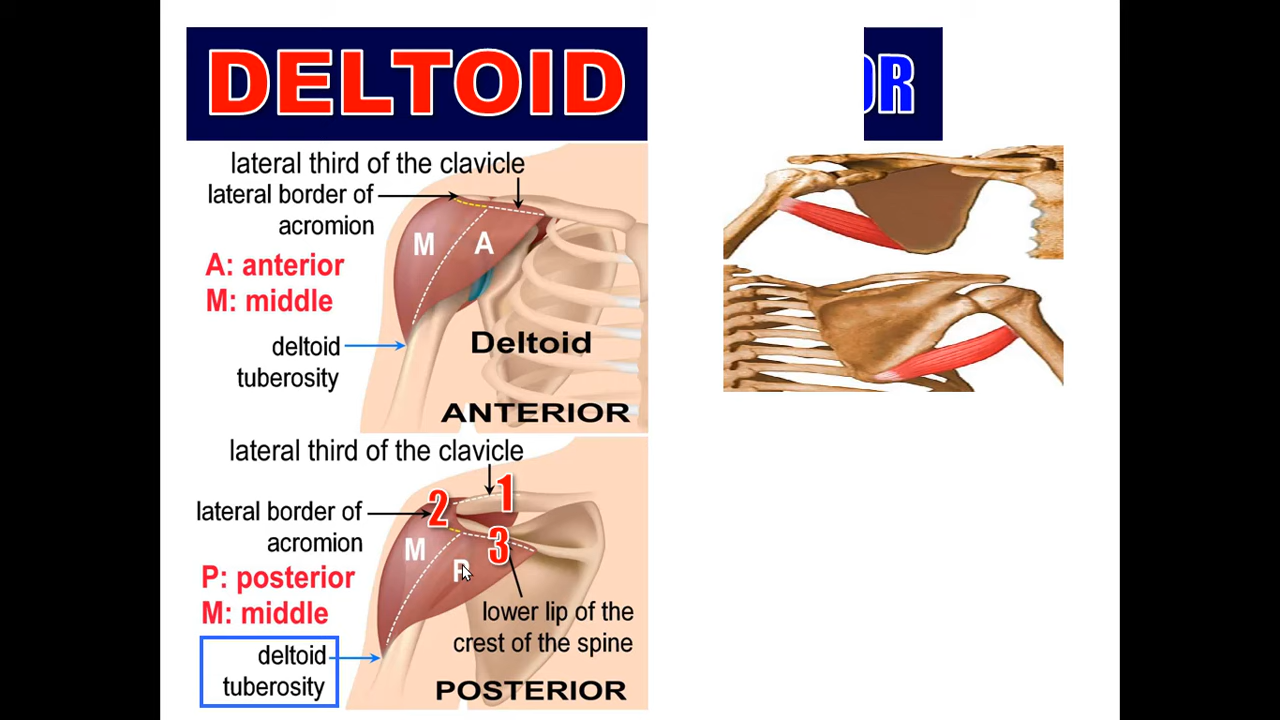 DELTOID
lateral third of the clavicle
lateral border of
acromion
M A
A: anterior
M: middle
deltoid
tuberosity
Deltoid
ANTERIOR
lateral third of the clavicle
1
2
lateral border of
acromion
3
M P
P: posterior
M: middle
lower lip of the
crest of the spine
deltoid
tuberosity
POSTERIOR
OR